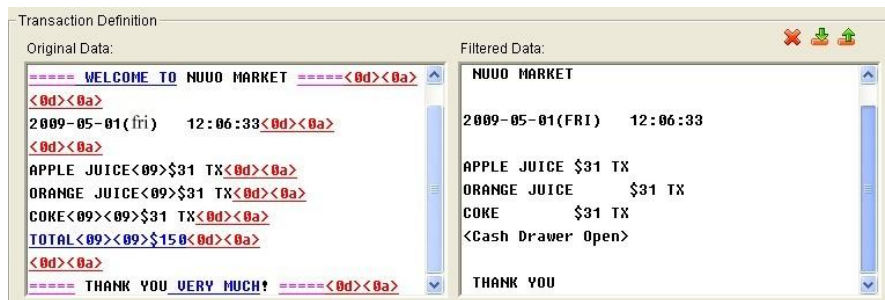 Transaction Definition
Original Data:
===== WELCOME TO NUUO MARKET =====<0d><0a>
<0d><0a>
2009-05-01(fri) 12:06:33<0d><0a>
<0d><0a>
APPLE JUICE<09>$31 TX<0d><0a>
ORANGE JUICE<09>$31 TX<0d><0a>
COKE<09><09>$31 TX<0d><0a>
TOTAL<09><09>$150<0d><0a>
<0d><0a>
===== THANK YOU VERY MUCH! =====<0d><0a>
Filtered Data:
NUUO MARKET
2009-05-01(FRI) 12:06:33
APPLE JUICE $31 TX
ORANGE JUICE $31 TX
COKE $31 TX
<Cash Drawer Open>
THANK YOU